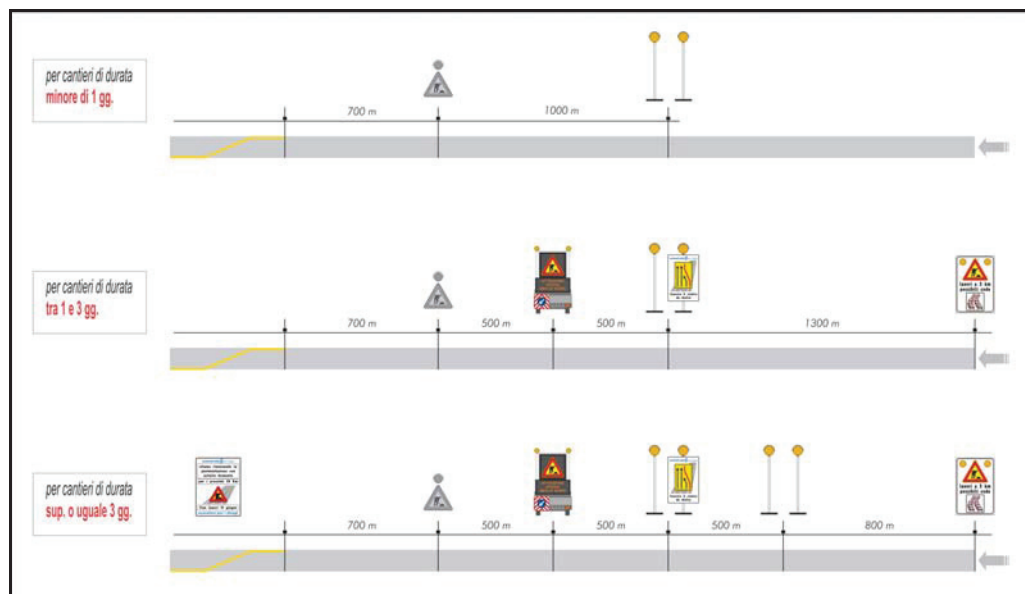 per cantieri di durata
minore di 1 gg.
700 m
1000 m
per cantieri di durata
tra 1 e 3 gg.
700 m
500 m
500 m
1300 m
lavori a 3 km
possibili code
per cantieri di durata
sup. o uguale 3 gg.
700 m
500 m
500 m
500 m
800 m
lavori a 3 km
possibili code